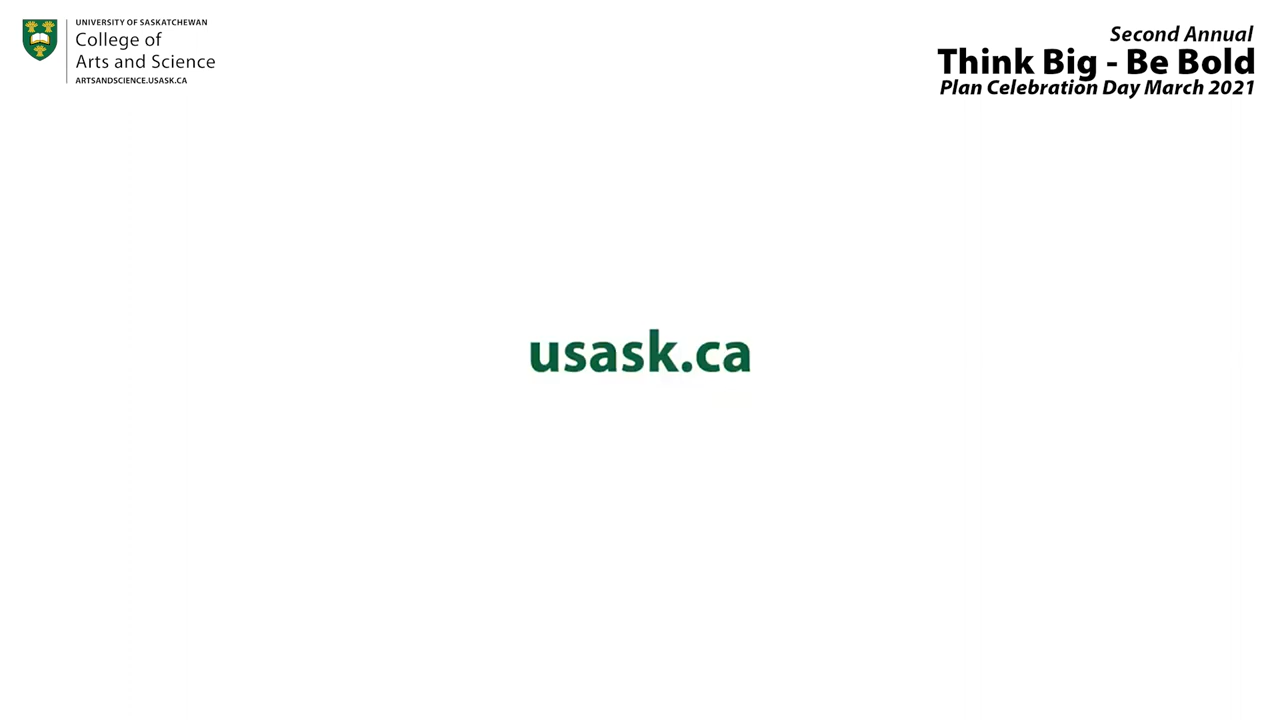 UNIVERSITY OF SASKATCHEWAN
College of
Arts and Science
ARTSANDSCIENCE.USASK.CA
Second Annual
Think Big - Be Bold
Plan Celebration Day March 2021
usask.ca